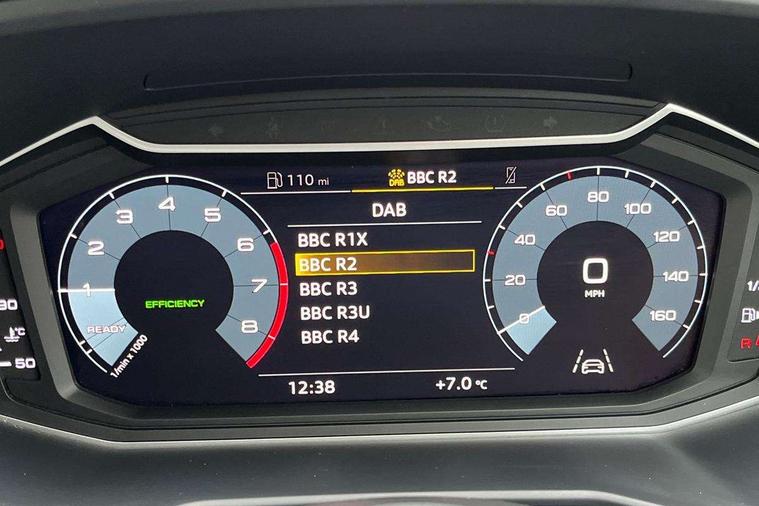 110 mi
DAB BBC R2
DAB
BBC R1X
BBC R2
BBC R3
BBC R3U
BBC R4
12:38
+7.0 °C
1
2
3
4
5
6
7
8
READY
1/min x 1000
EFFICIENCY
0
20
40
60
80
100
120
140
160
0
MPH
°C
50
1/
R